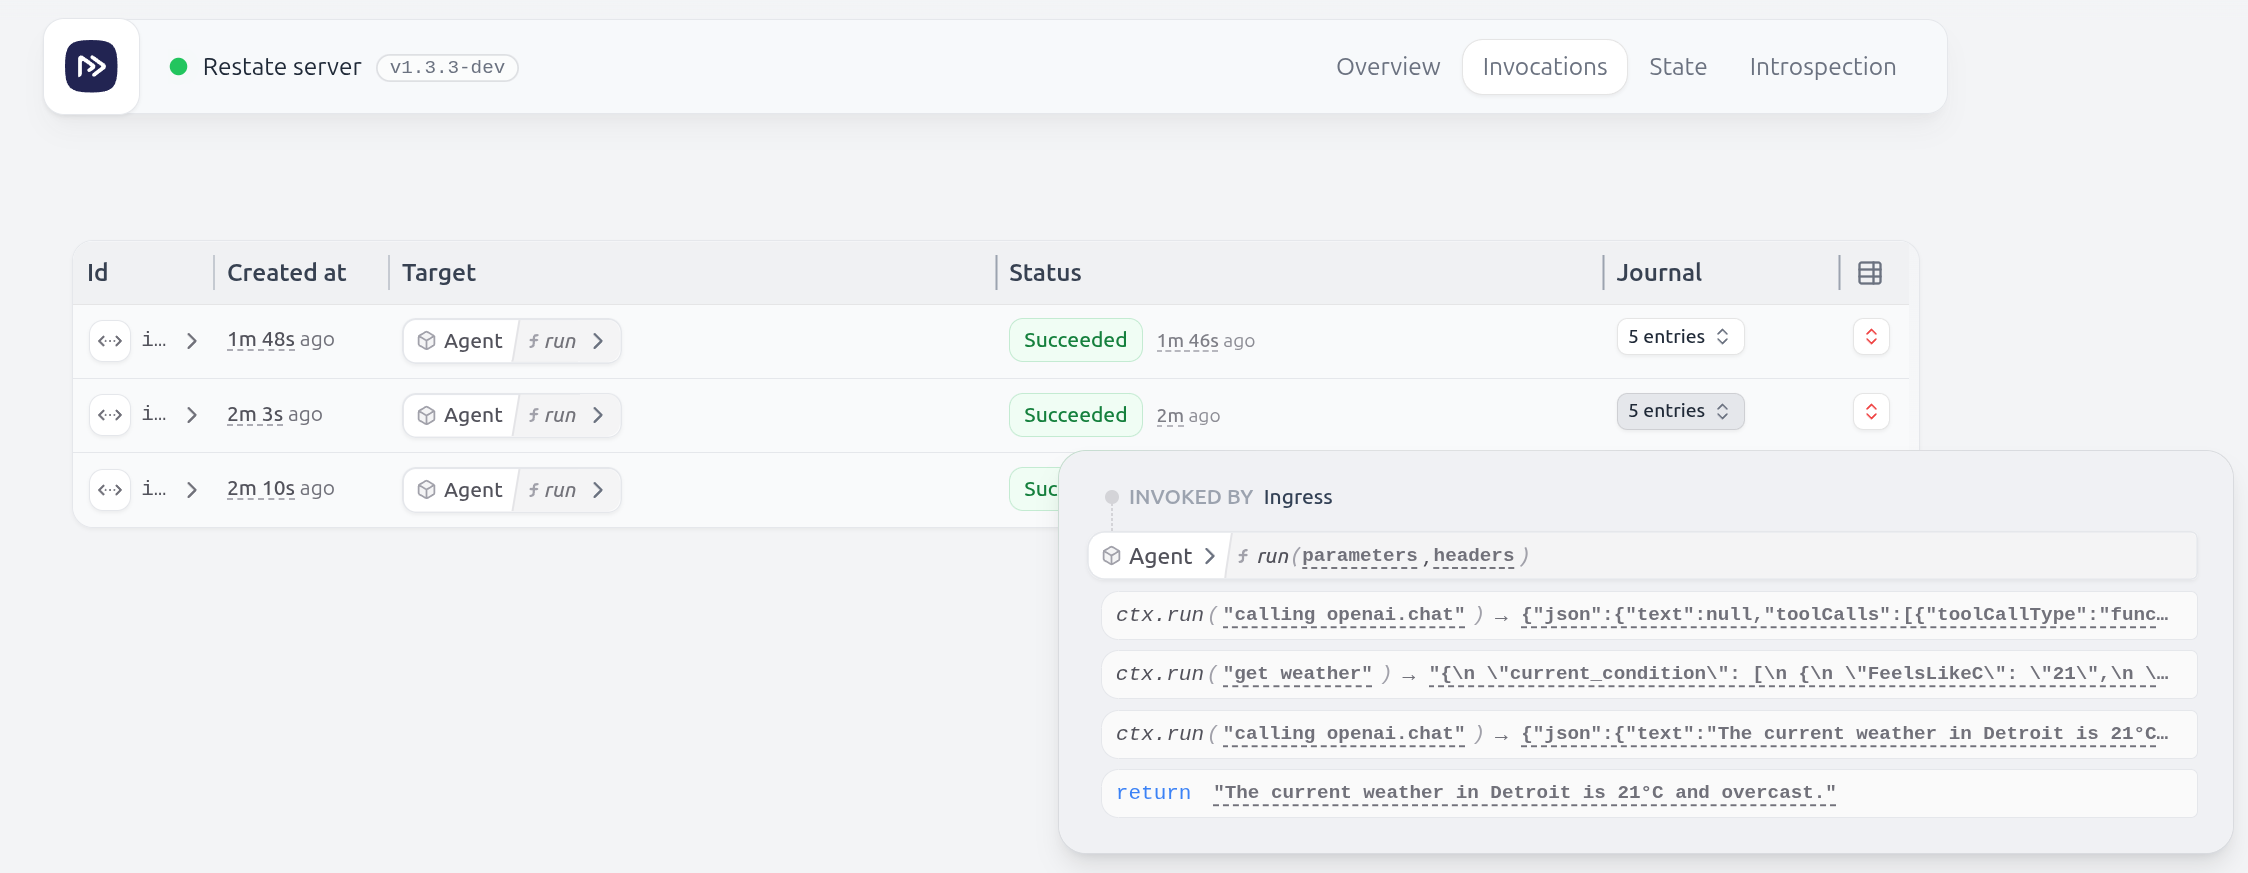 Restate server v1.3.3-dev Overview Invocations State Introspection
Id Created at Target Status Journal
i... 1m 48s ago Agent run Succeeded 1m 46s ago 5 entries
i... 2m 3s ago Agent run Succeeded 2m ago 5 entries
i... 2m 10s ago Agent run Suc
INVOKED BY Ingress
Agent run(parameters,headers)
ctx.run("calling openai.chat") → {"json":{"text":null,"toolCalls":[{"toolCallType":"func…
ctx.run("get weather") → "{\n \"current_condition\": [\n {\n \"FeelsLikeC\": \"21\",\n \…
ctx.run("calling openai.chat") → {"json":{"text":"The current weather in Detroit is 21°C…
return "The current weather in Detroit is 21°C and overcast."